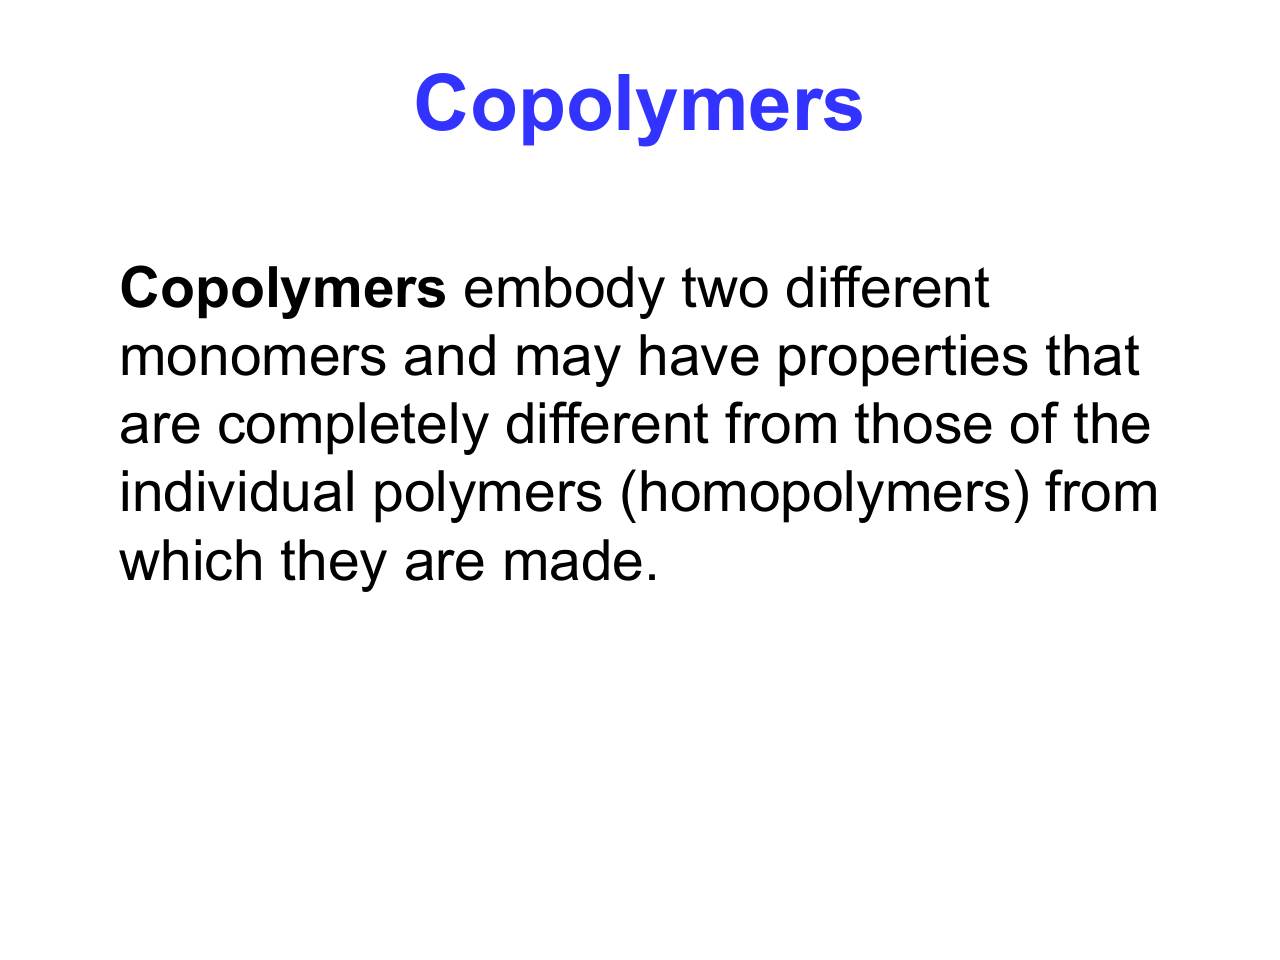 Copolymers
Copolymers embody two different
monomers and may have properties that
are completely different from those of the
individual polymers (homopolymers) from
which they are made.